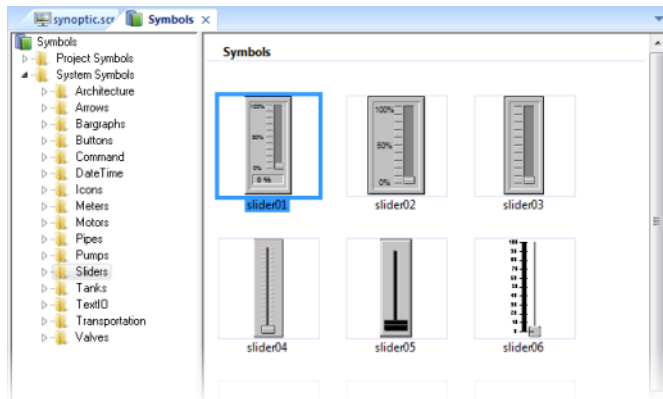 synoptic.scr Symbols
Symbols
Project Symbols
System Symbols
Architecture
Arrows
Bargraphs
Buttons
Command
DateTime
Icons
Meters
Motors
Pipes
Pumps
Sliders
Tanks
TextIO
Transportation
Valves
Symbols
100%
50%
0%
0 %
slider01
100%
50%
0%
slider02
slider03
slider04
slider05
100
slider06